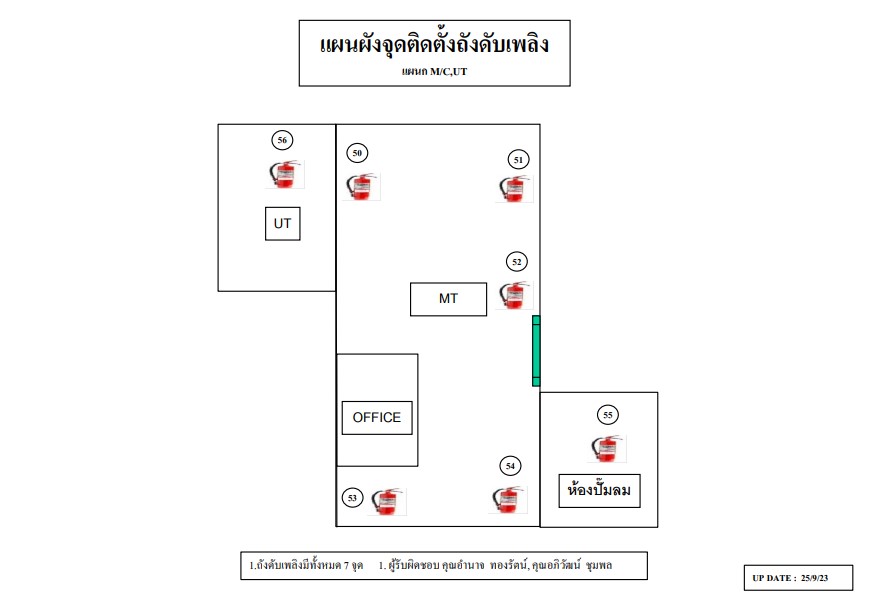 แผนผังจุดติดตั้งถังดับเพลิง
แผนก M/C,UT
56
50
51
UT
52
MT
OFFICE
55
54
53
ห้องปั๊มลม
1.ถังดับเพลิงมีทั้งหมด 7 จุด 1. ผู้รับผิดชอบ คุณอำนาจ ทองรัตน์, คุณอภิวัฒน์ ชุมพล
UP DATE : 25/9/23